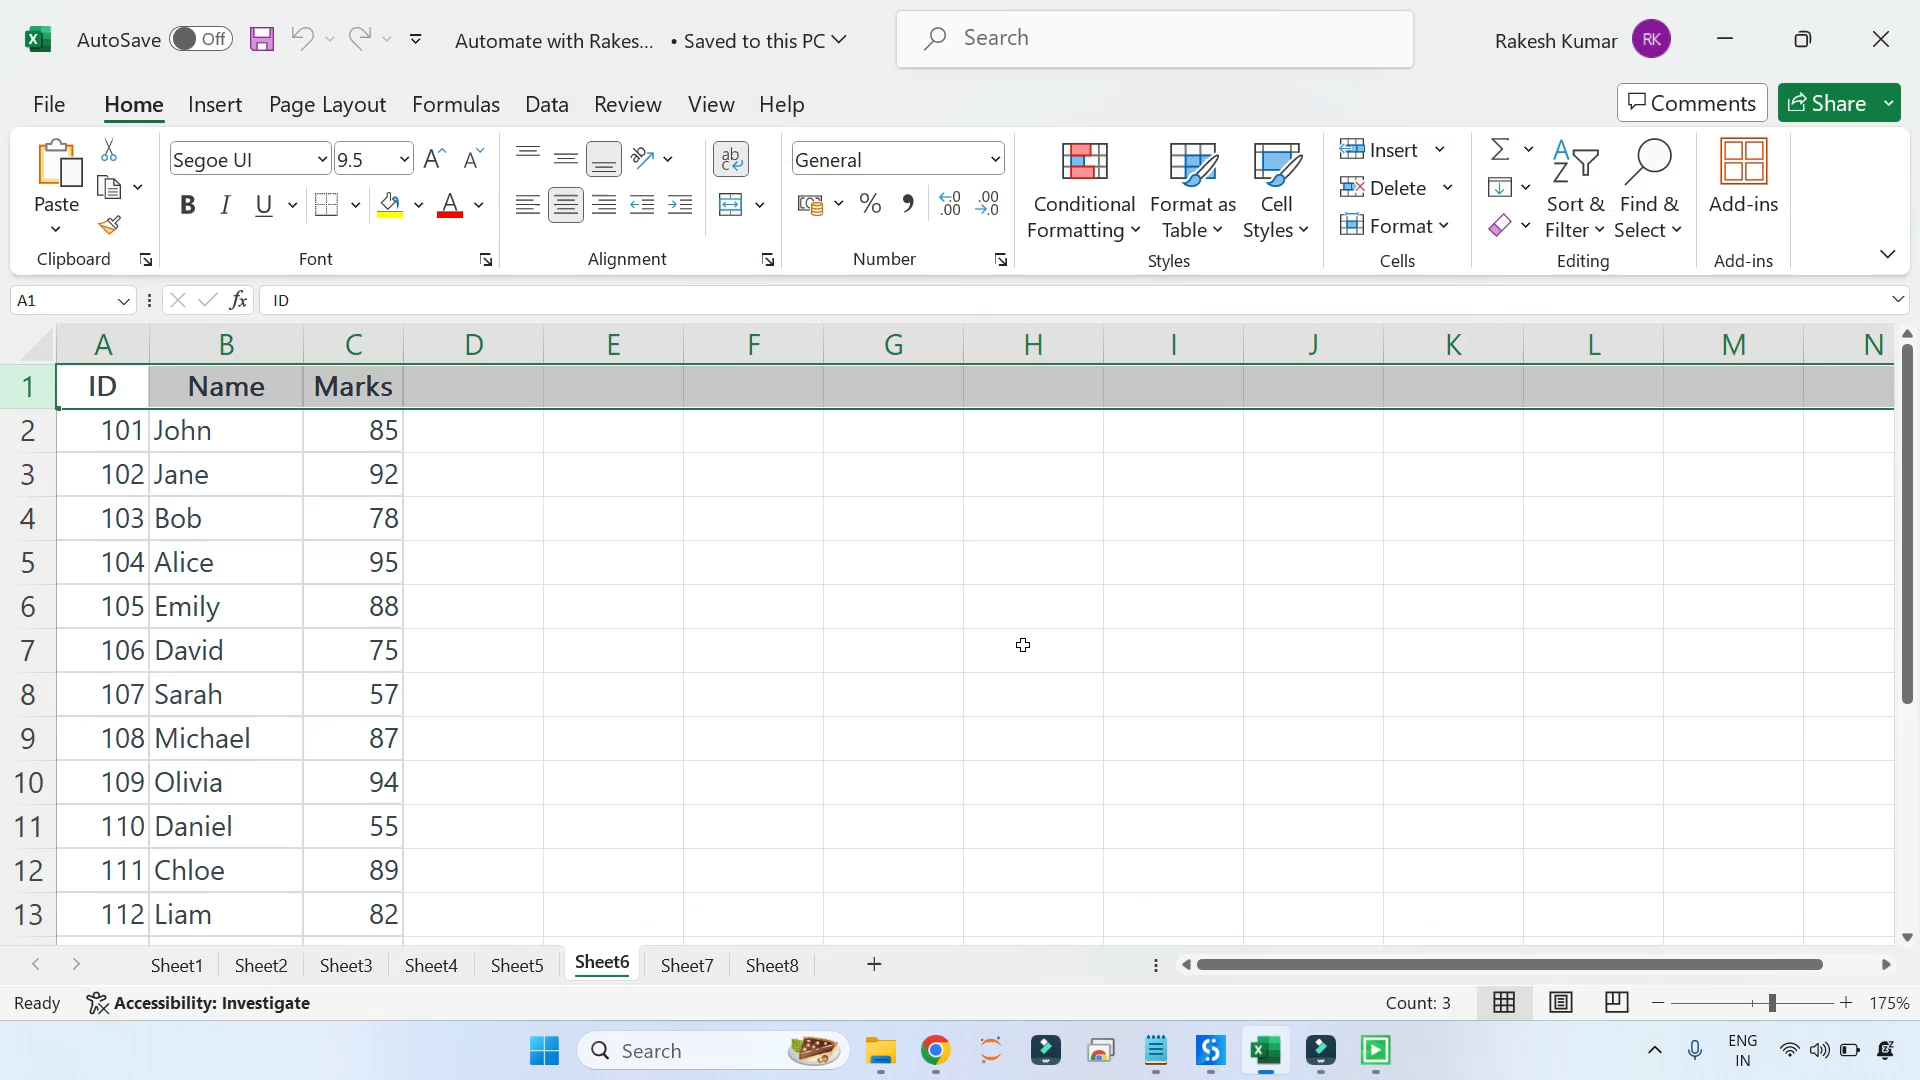 AutoSave Off Automate with Rakes... • Saved to this PC Search Rakesh Kumar RK
File Home Insert Page Layout Formulas Data Review View Help Comments Share
Paste Clipboard
Segoe UI 9.5
B I U A
Font
ab
Alignment
General
% 9 .00
Number
Conditional Formatting
Format as Table
Cell Styles
Styles
Insert
Delete
Format
Cells
Sort & Filter
Find & Select
Editing
Add-ins
Add-ins
A1 fx ID
A B C D E F G H I J K L M N
1 ID Name Marks
2 101 John 85
3 102 Jane 92
4 103 Bob 78
5 104 Alice 95
6 105 Emily 88
7 106 David 75
8 107 Sarah 57
9 108 Michael 87
10 109 Olivia 94
11 110 Daniel 55
12 111 Chloe 89
13 112 Liam 82
Sheet1 Sheet2 Sheet3 Sheet4 Sheet5 Sheet6 Sheet7 Sheet8 +
Ready Accessibility: Investigate Count: 3 175%
Search ENG
IN